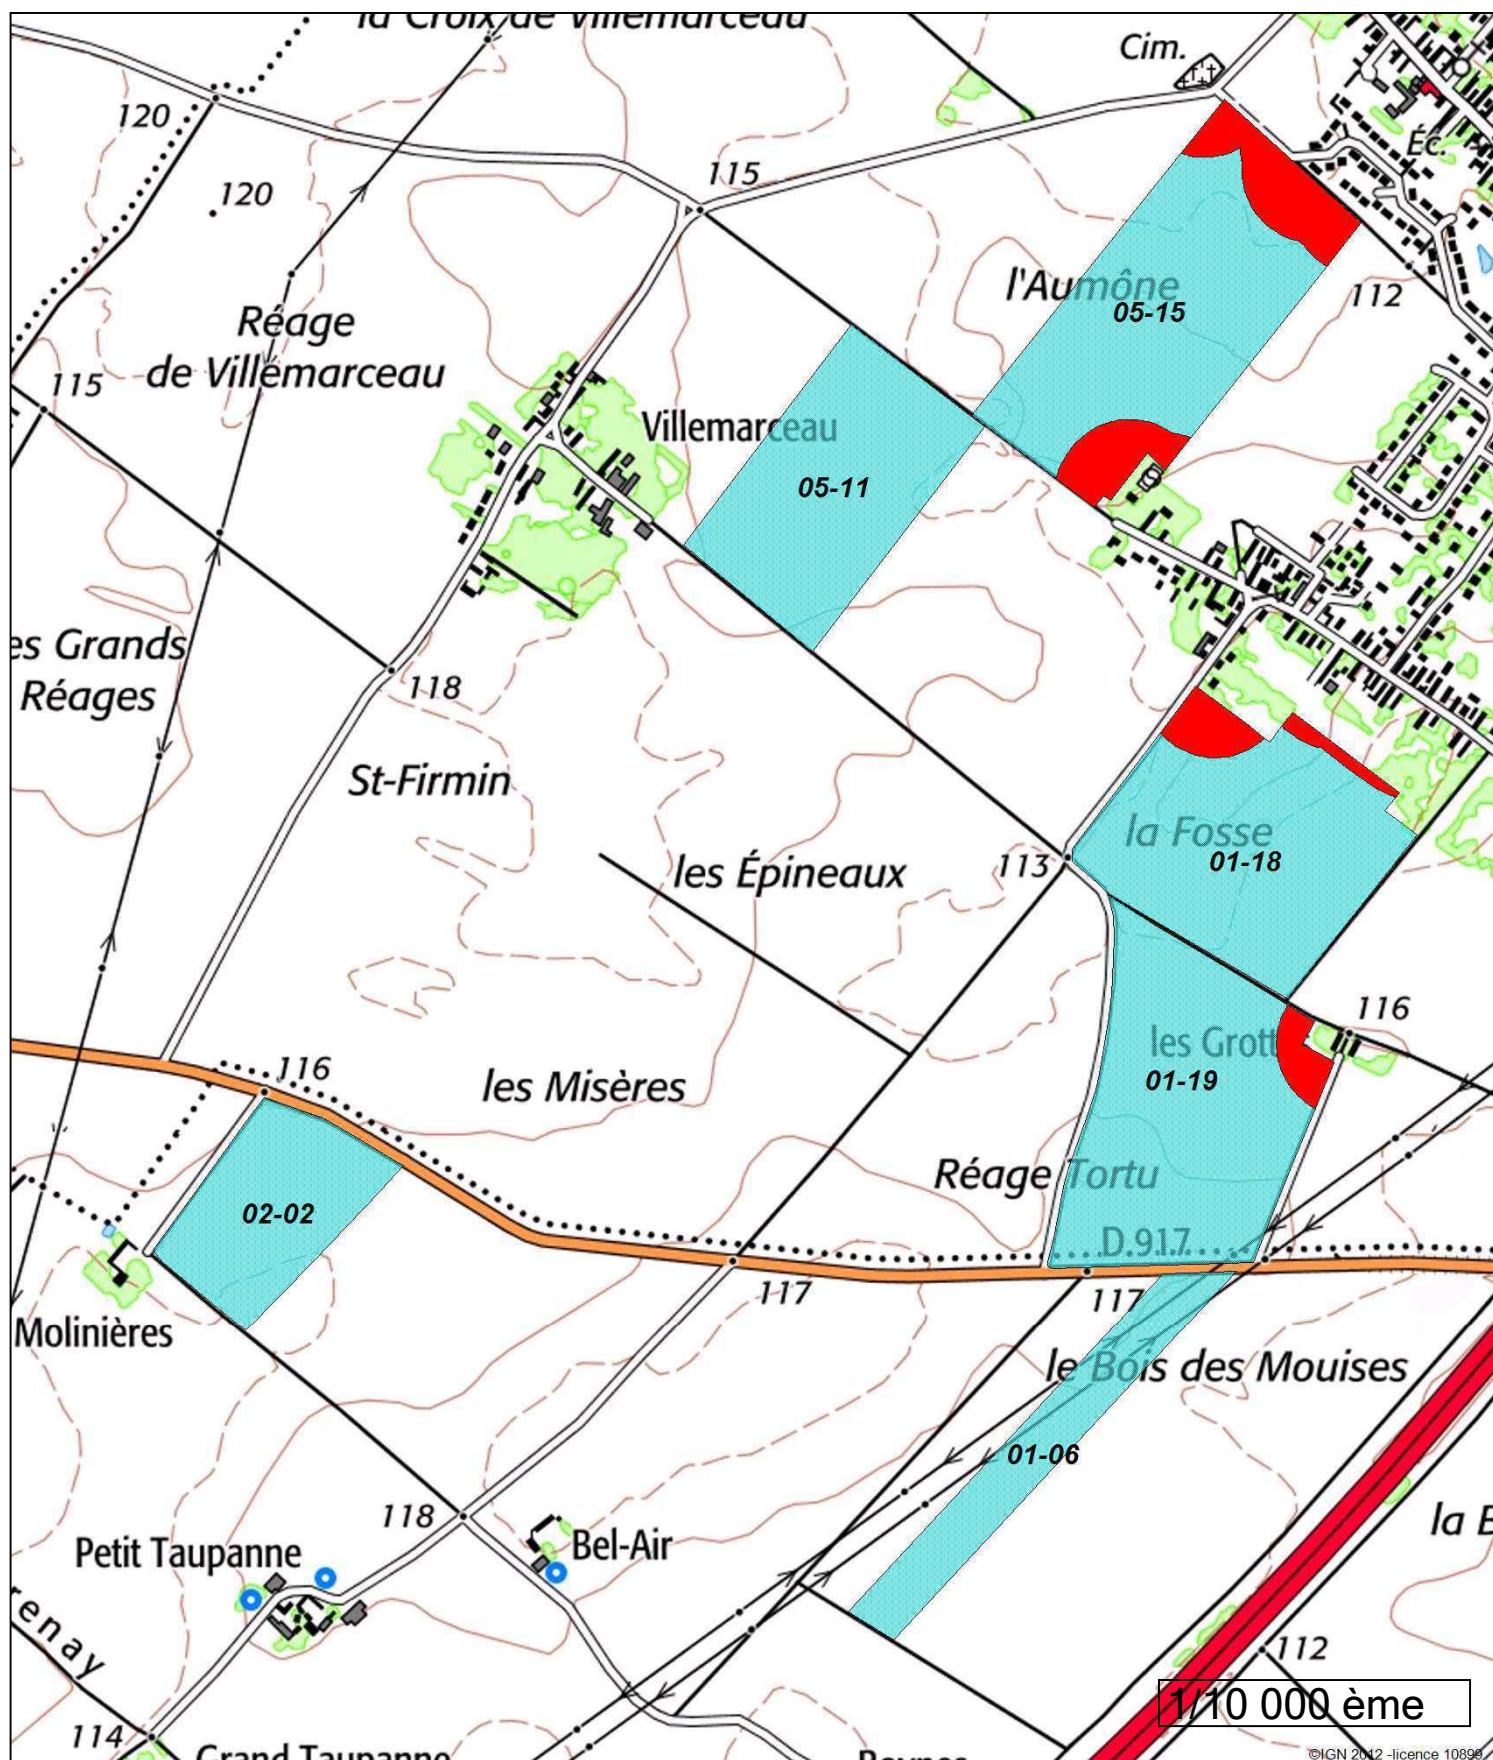 la Croix de Villemarceau
Cim.
120
Éc.
115
120
l'Aumône
05-15
112
Réage
de Villemarceau
115
Villemarceau
05-11
es Grands
Réages
118
St-Firmin
la Fosse
01-18
les Épineaux
113
116
les Grott
01-19
116
les Misères
Réage Tortu
02-02
D.917
117
117
Molinières
le Bois des Mouises
01-06
118
Bel-Air
la B
Petit Taupanne
renay
112
1/10 000 ème
114
Grand Taupanne
©IGN 2012 -licence 10899